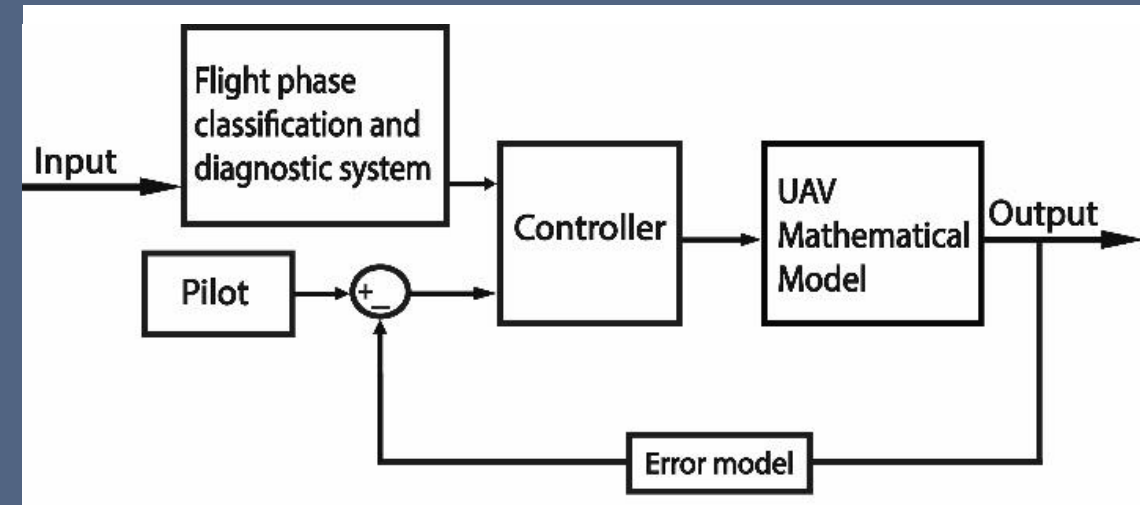 Flight phase
classification and
diagnostic system
Input
Controller
UAV
Mathematical
Model
Output
Pilot
+
−
Error model